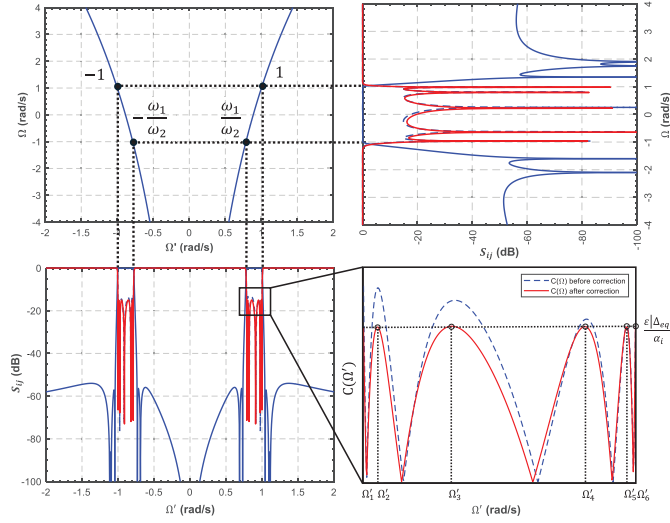 4
3
2
1
0
-1
-2
-3
-4
Ω (rad/s)
-1
1
-ω₁/ω₂
ω₁/ω₂
-2 -1.5 -1 -0.5 0 0.5 1 1.5 2
Ω' (rad/s)
4
3
2
1
0
-1
-2
-3
-4
Ω (rad/s)
0 -20 -40 -60 -80 -100
S_ij (dB)
0
-20
-40
-60
-80
-100
S_ij (dB)
-2 -1.5 -1 -0.5 0 0.5 1 1.5 2
Ω' (rad/s)
C(Ω) before correction
C(Ω) after correction
ε|Δ_eq|/α_i
C(Ω')
Ω'₁ Ω'₂ Ω'₃ Ω'₄ Ω'₅ Ω'₆
Ω' (rad/s)